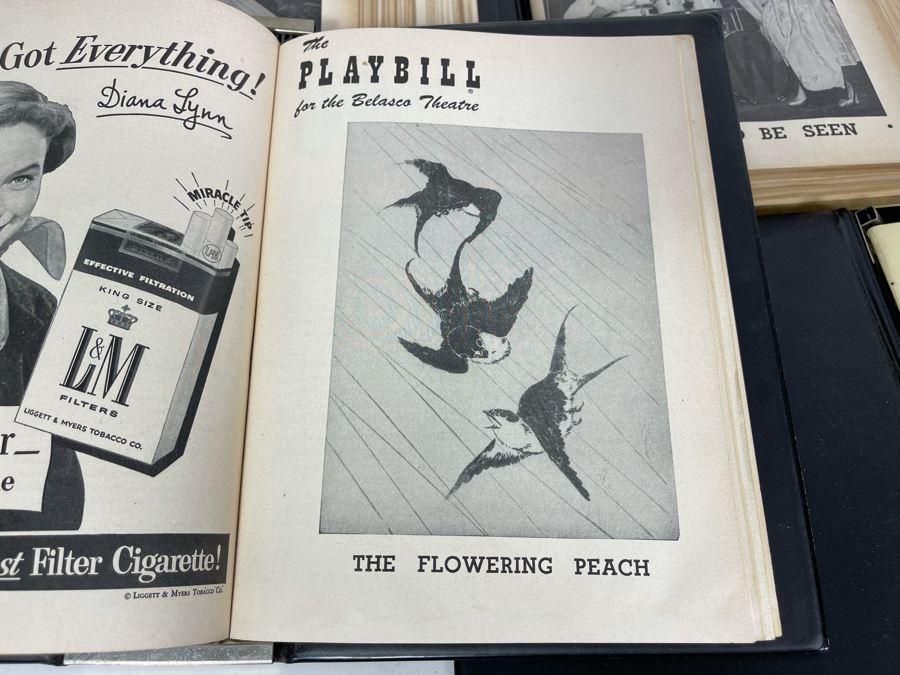 Got Everything!
Diana Lynn
MIRACLE TIP
L&M
EFFECTIVE FILTRATION
KING SIZE
L&M
FILTERS
LIGGETT & MYERS TOBACCO CO.
r—
e
st Filter Cigarette!
© LIGGETT & MYERS TOBACCO CO.
The
PLAYBILL®
for the Belasco Theatre
THE FLOWERING PEACH
BE SEEN